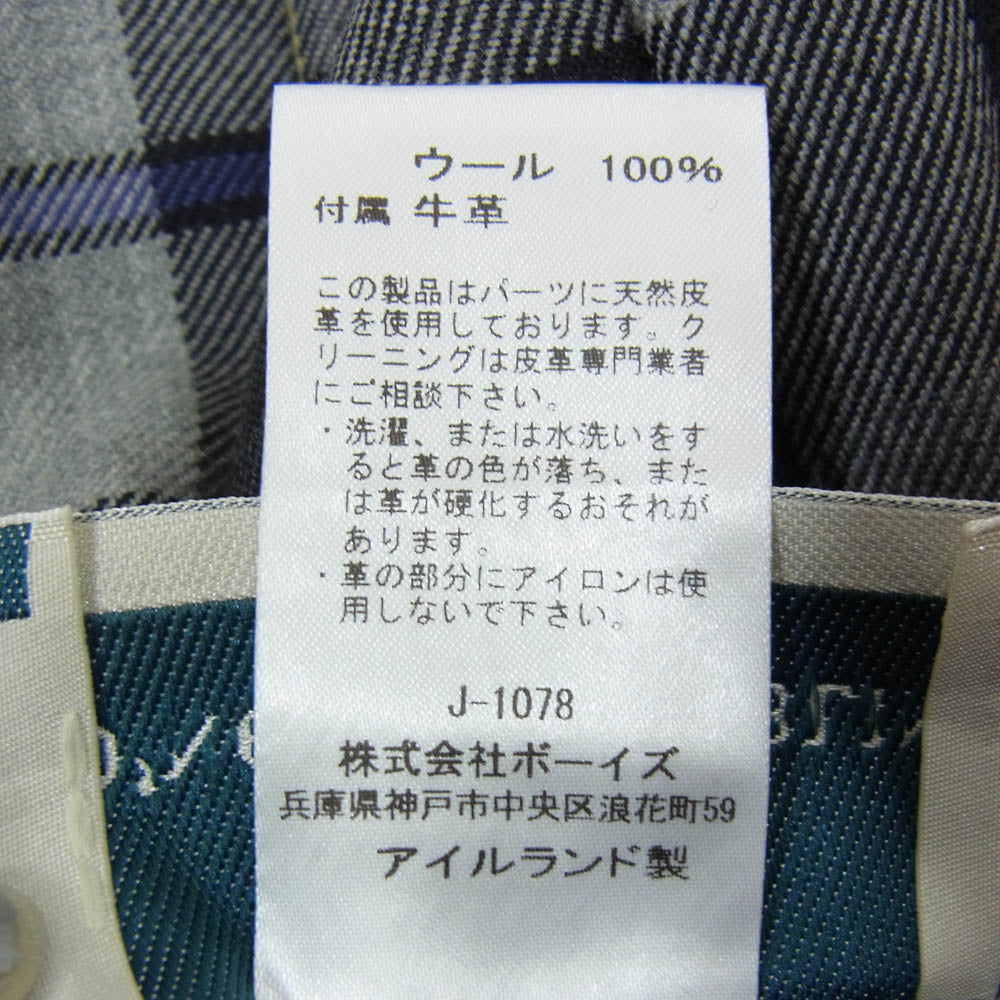 ウール 100%
付属 牛革
この製品はパーツに天然皮
革を使用しております。ク
リーニングは皮革専門業者
にご相談下さい。
・洗濯、または水洗いをす
ると革の色が落ち、また
は革が硬化するおそれが
あります。
・革の部分にアイロンは使
用しないで下さい。
J-1078
株式会社ボーイズ
兵庫県神戸市中央区浪花町59
アイルランド製